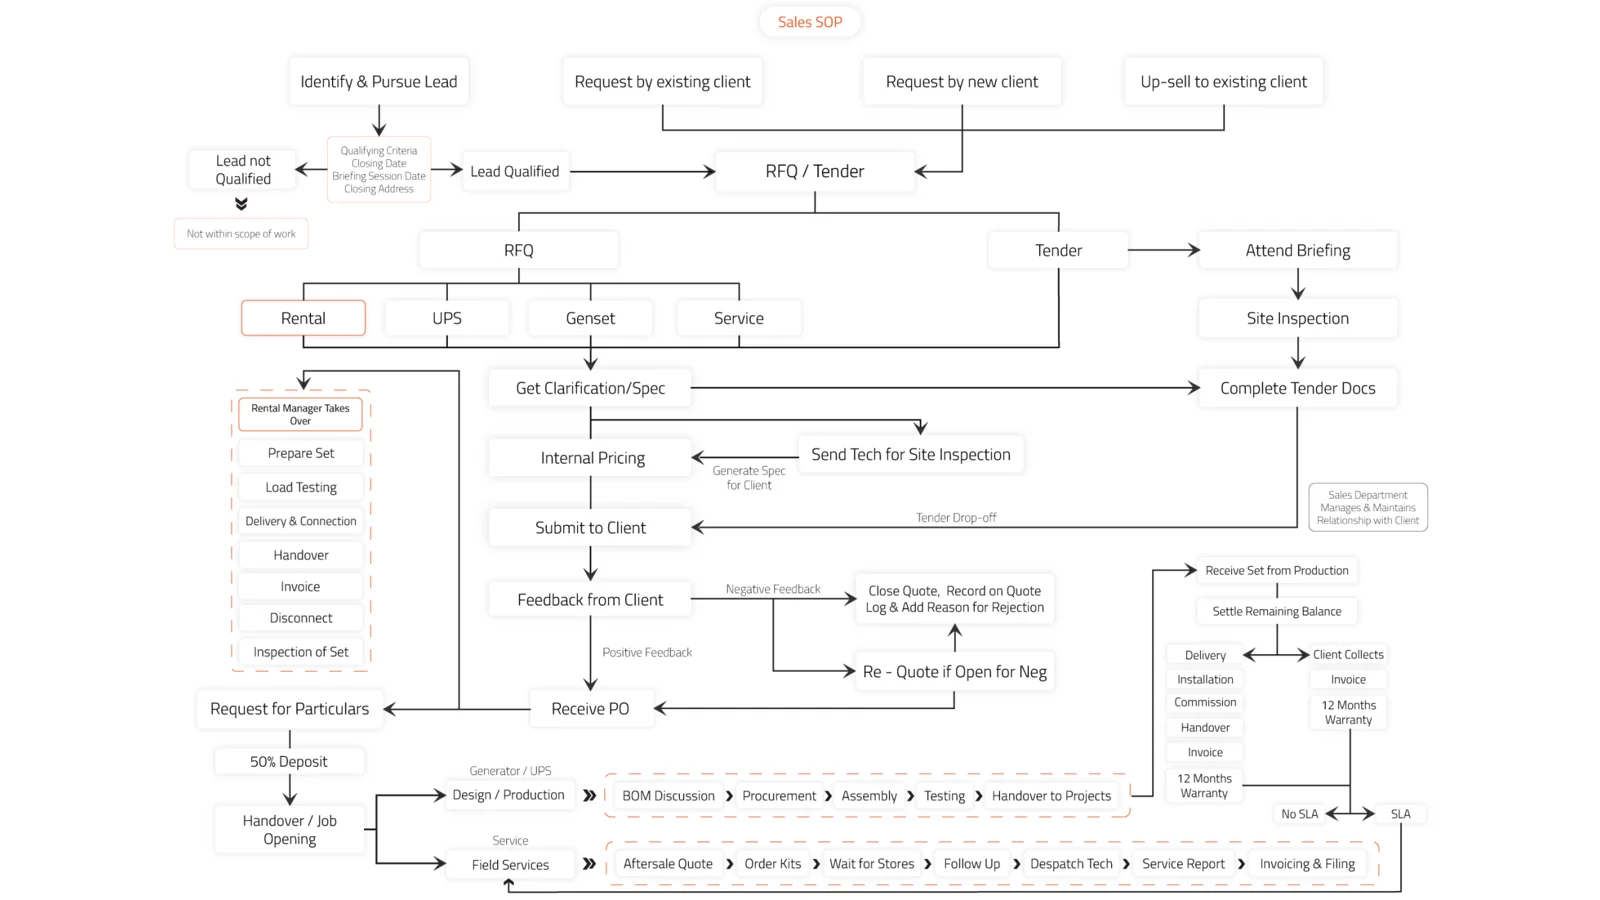 Sales SOP
Identify & Pursue Lead
Request by existing client
Request by new client
Up-sell to existing client
Lead not
Qualified
Qualifying Criteria
Closing Date
Briefing Session Date
Closing Address
Lead Qualified
RFQ / Tender
Not within scope of work
RFQ
Tender
Attend Briefing
Rental
UPS
Genset
Service
Site Inspection
Get Clarification/Spec
Complete Tender Docs
Rental Manager Takes
Over
Prepare Set
Load Testing
Delivery & Connection
Handover
Invoice
Disconnect
Inspection of Set
Internal Pricing
Generate Spec
for Client
Send Tech for Site Inspection
Submit to Client
Tender Drop-off
Sales Department
Manages & Maintains
Relationship with Client
Feedback from Client
Negative Feedback
Close Quote, Record on Quote
Log & Add Reason for Rejection
Positive Feedback
Re - Quote if Open for Neg
Receive PO
Request for Particulars
50% Deposit
Handover / Job
Opening
Receive Set from Production
Settle Remaining Balance
Delivery
Client Collects
Installation
Invoice
Commission
12 Months
Warranty
Handover
Invoice
12 Months
Warranty
No SLA
SLA
Generator / UPS
Design / Production
BOM Discussion
Procurement
Assembly
Testing
Handover to Projects
Service
Field Services
Aftersale Quote
Order Kits
Wait for Stores
Follow Up
Despatch Tech
Service Report
Invoicing & Filing